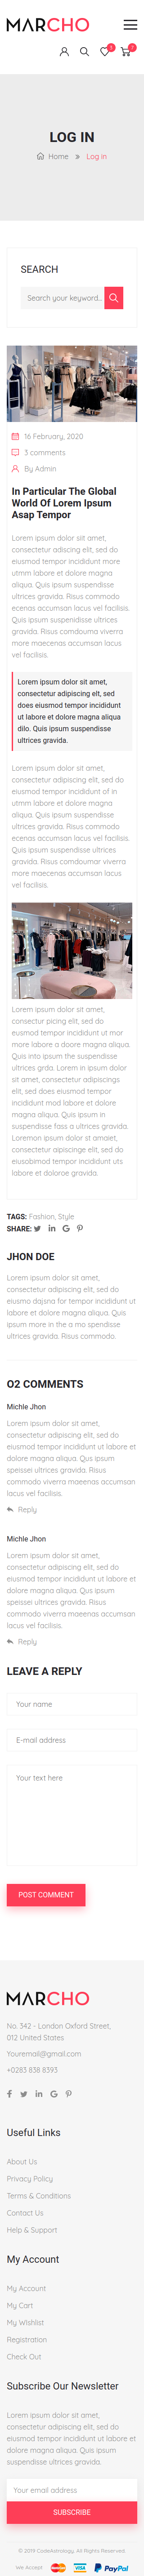 MARCHO
LOG IN
Home » Log in
SEARCH
Search your keyword...
16 February, 2020
3 comments
By Admin
In Particular The Global
World Of Lorem Ipsum
Asap Tempor
Lorem ipsum dolor siit amet,
consectetur adiscing elit, sed do
eiusmod tempor incididunt more
utmm labore et dolore magna
aliqua. Quis ipsum suspendisse
ultrices gravida. Risus commodo
ecenas accumsan lacus vel facilisis.
Quis ipsum suspenidisse ultrices
gravida. Risus comdouma viverra
more maecenas accumsan lacus
vel facilisis.
Lorem ipsum dolor sit amet,
consectetur adipiscing elt, sed do
does eiusmod temor incididunt
ut labore et dolore magna aliqua
dilo. Quis ipsum suspendisse
ultrices gravida.
Lorem ipsum dolor sit amet,
consectetur adipiscing elit, sed do
eiusmod tempor incididunt of in
utmm labore et dolore magna
aliqua. Quis ipsum suspendisse
ultrices gravida. Risus commodo
ecenas accumsan lacus vel facilisis.
Quis ipsum suspendisse ultrices
gravida. Risus comodumar viverra
more maecenas accumsan lacus
vel facilisis.
Lorem ipsum dolor sit amet,
consectur picing elit, sed do
eusmod tempor incididunt ut mor
more labore a doore magna aliqua.
Quis into ipsum the suspendisse
ultrices grda. Lorem in ipsum dolor
sit amet, consectetur adipiscings
elit, sed does eiusmod tempor
incididunt mod labore et dolore
magna aliqua. Quis ipsum in
suspendisse fass a ultrices gravida.
Loremon ipsum dolor st amaiet,
consectetur apiscinge elit, sed do
eiusobimod tempor incididunt uts
labore et doloroe gravida.
TAGS: Fashion, Style
SHARE:
JHON DOE
Lorem ipsum dolor sit amet,
consectetur adipisicing elit, sed do
eiusmo dajsna for tempor incididunt
ut labore et dolore magna aliqua. Quis
ipsum more in the a mo spendisse
ultrices gravida. Risus commodo.
O2 COMMENTS
Michle Jhon
Lorem ipsum dolor sit amet,
consectetur adipiscing elit, sed do
eusmod tempor incididunt ut labore et
dolore magna aliqua. Qus ipsum
speissei ultrices gravida. Risus
commodo viverra maeenas accumsan
lacus vel facilisis.
Reply
Michle Jhon
Lorem ipsum dolor sit amet,
consectetur adipiscing elit, sed do
eusmod tempor incididunt ut labore et
dolore magna aliqua. Qus ipsum
speissei ultrices gravida. Risus
commodo viverra maeenas accumsan
lacus vel facilisis.
Reply
LEAVE A REPLY
Your name
E-mail address
Your text here
POST COMMENT
MARCHO
No. 342 - London Oxford Street,
012 United States
Youremail@gmail.com
+0283 838 8393
Useful Links
About Us
Privacy Policy
Terms & Conditions
Contact Us
Help & Support
My Account
My Account
My Cart
My Wishlist
Registration
Check Out
Subscribe Our Newsletter
Lorem ipsum dolor sit amet,
consectetur adipiscing elit, sed do
eusmod tempor incididunt ut labore et
dolore magna aliqua. Quis ipsum
suspendisse ultrices gravida.
Your email address
SUBSCRIBE
© 2019 CodeAstrology. All Rights Reserved.
We Accept VISA PayPal